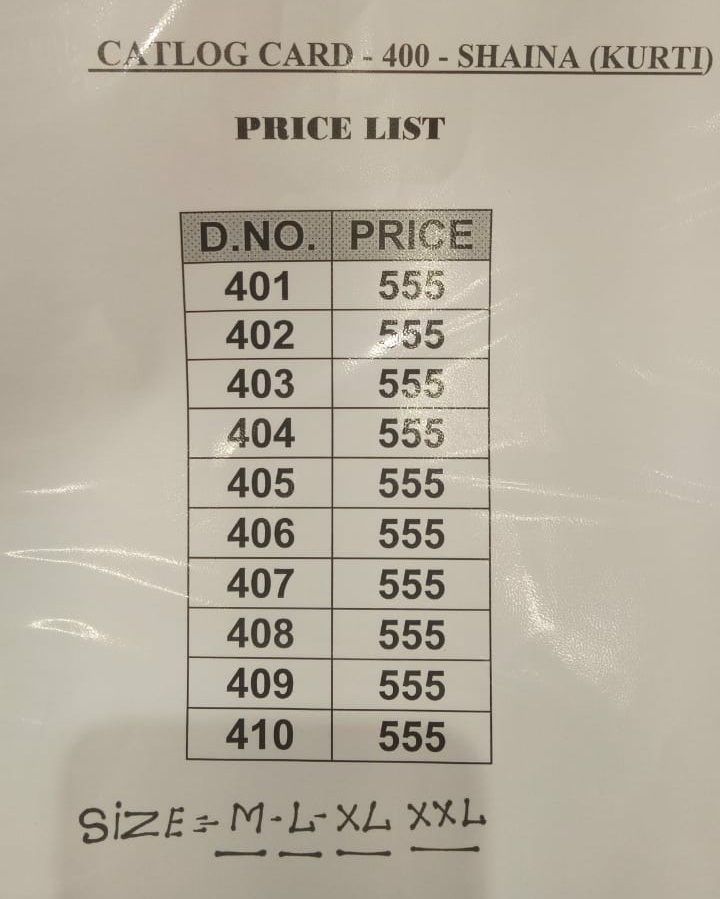 CATLOG CARD - 400 - SHAINA (KURTI)
PRICE LIST
D.NO. PRICE
401 555
402 555
403 555
404 555
405 555
406 555
407 555
408 555
409 555
410 555
SiZE = M - L - XL XXL